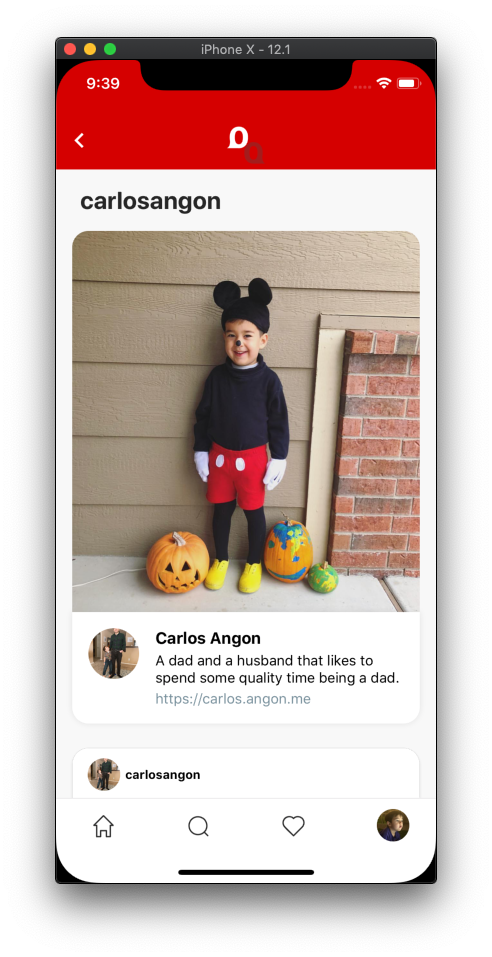 iPhone X - 12.1
9:39
carlosangon
Carlos Angon
A dad and a husband that likes to
spend some quality time being a dad.
https://carlos.angon.me
carlosangon